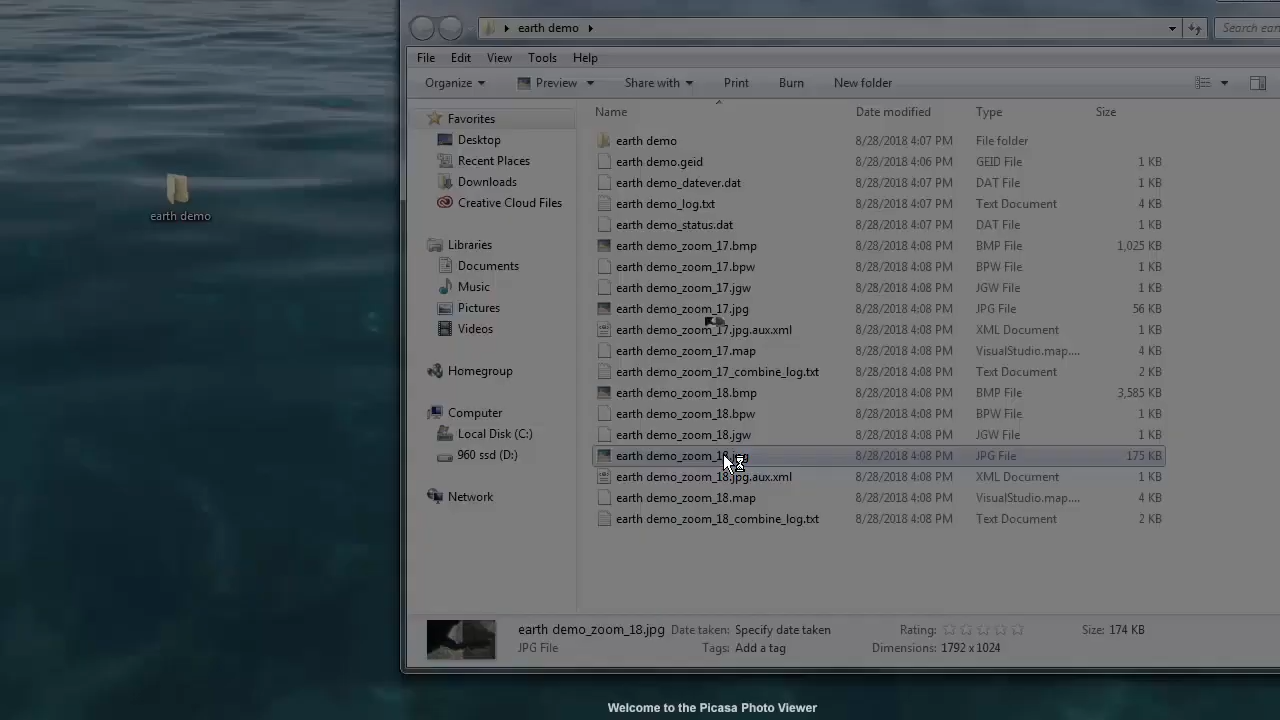 earth demo
Search ear
File Edit View Tools Help
Organize Preview Share with Print Burn New folder
Favorites
Desktop
Recent Places
Downloads
Creative Cloud Files
Libraries
Documents
Music
Pictures
Videos
Homegroup
Computer
Local Disk (C:)
960 ssd (D:)
Network
earth demo
Name Date modified Type Size
earth demo 8/28/2018 4:07 PM File folder
earth demo.geid 8/28/2018 4:06 PM GEID File 1 KB
earth demo_datever.dat 8/28/2018 4:07 PM DAT File 1 KB
earth demo_log.txt 8/28/2018 4:07 PM Text Document 4 KB
earth demo_status.dat 8/28/2018 4:07 PM DAT File 1 KB
earth demo_zoom_17.bmp 8/28/2018 4:08 PM BMP File 1,025 KB
earth demo_zoom_17.bpw 8/28/2018 4:08 PM BPW File 1 KB
earth demo_zoom_17.jgw 8/28/2018 4:08 PM JGW File 1 KB
earth demo_zoom_17.jpg 8/28/2018 4:08 PM JPG File 56 KB
earth demo_zoom_17.jpg.aux.xml 8/28/2018 4:08 PM XML Document 1 KB
earth demo_zoom_17.map 8/28/2018 4:08 PM VisualStudio.map.... 4 KB
earth demo_zoom_17_combine_log.txt 8/28/2018 4:08 PM Text Document 2 KB
earth demo_zoom_18.bmp 8/28/2018 4:08 PM BMP File 3,585 KB
earth demo_zoom_18.bpw 8/28/2018 4:08 PM BPW File 1 KB
earth demo_zoom_18.jgw 8/28/2018 4:08 PM JGW File 1 KB
earth demo_zoom_18.jpg 8/28/2018 4:08 PM JPG File 175 KB
earth demo_zoom_18.jpg.aux.xml 8/28/2018 4:08 PM XML Document 1 KB
earth demo_zoom_18.map 8/28/2018 4:08 PM VisualStudio.map.... 4 KB
earth demo_zoom_18_combine_log.txt 8/28/2018 4:08 PM Text Document 2 KB
earth demo_zoom_18.jpg Date taken: Specify date taken Rating: Size: 174 KB
JPG File Tags: Add a tag Dimensions: 1792 x 1024
Welcome to the Picasa Photo Viewer